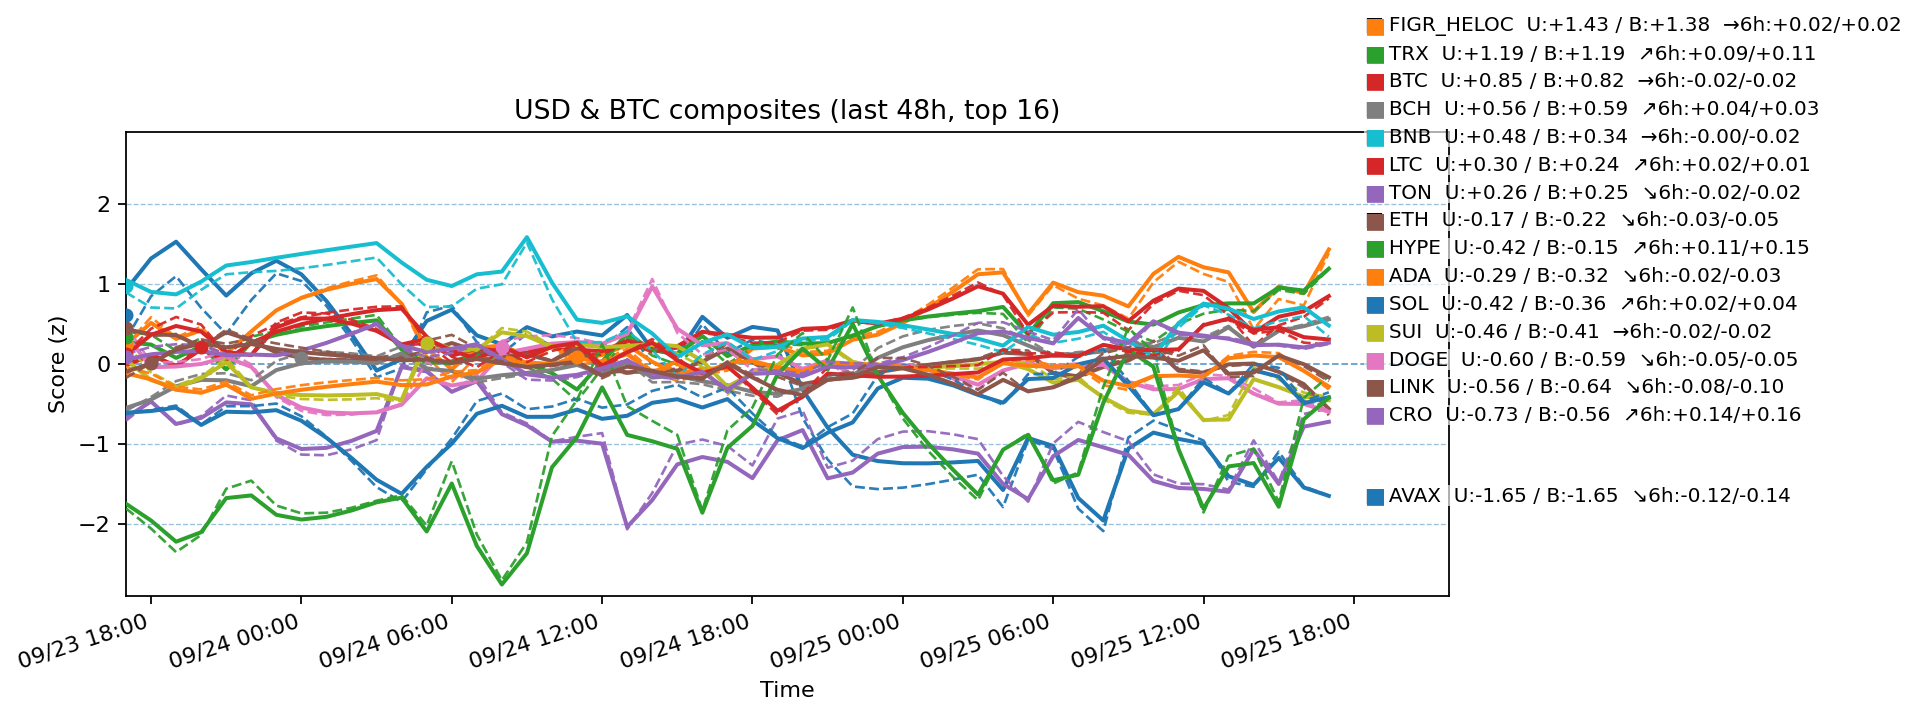 FIGR_HELOC  U:+1.43 / B:+1.38  →6h:+0.02/+0.02
TRX  U:+1.19 / B:+1.19  ↗6h:+0.09/+0.11
BTC  U:+0.85 / B:+0.82  →6h:-0.02/-0.02
USD & BTC composites (last 48h, top 16)
BCH  U:+0.56 / B:+0.59  ↗6h:+0.04/+0.03
BNB  U:+0.48 / B:+0.34  →6h:-0.00/-0.02
LTC  U:+0.30 / B:+0.24  ↗6h:+0.02/+0.01
TON  U:+0.26 / B:+0.25  ↘6h:-0.02/-0.02
ETH  U:-0.17 / B:-0.22  ↘6h:-0.03/-0.05
HYPE  U:-0.42 / B:-0.15  ↗6h:+0.11/+0.15
ADA  U:-0.29 / B:-0.32  ↘6h:-0.02/-0.03
SOL  U:-0.42 / B:-0.36  ↗6h:+0.02/+0.04
SUI  U:-0.46 / B:-0.41  →6h:-0.02/-0.02
DOGE  U:-0.60 / B:-0.59  ↘6h:-0.05/-0.05
LINK  U:-0.56 / B:-0.64  ↘6h:-0.08/-0.10
CRO  U:-0.73 / B:-0.56  ↗6h:+0.14/+0.16
AVAX  U:-1.65 / B:-1.65  ↘6h:-0.12/-0.14
Score (z)
2
1
0
−1
−2
09/23 18:00
09/24 00:00
09/24 06:00
09/24 12:00
09/24 18:00
09/25 00:00
09/25 06:00
09/25 12:00
09/25 18:00
Time